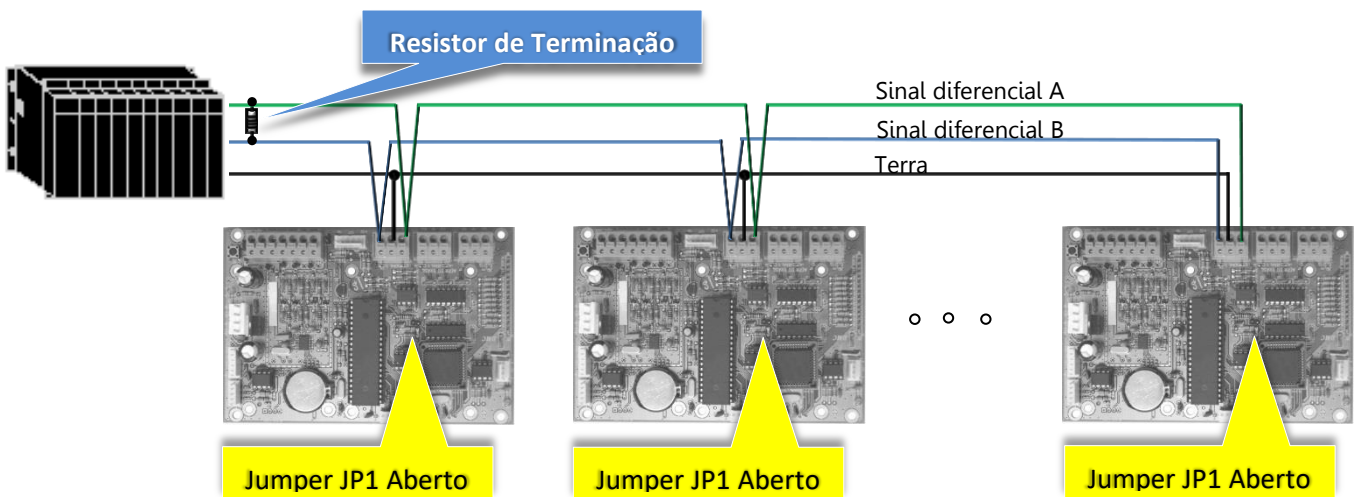 Resistor de Terminação
Sinal diferencial A
Sinal diferencial B
Terra
Jumper JP1 Aberto
Jumper JP1 Aberto
Jumper JP1 Aberto